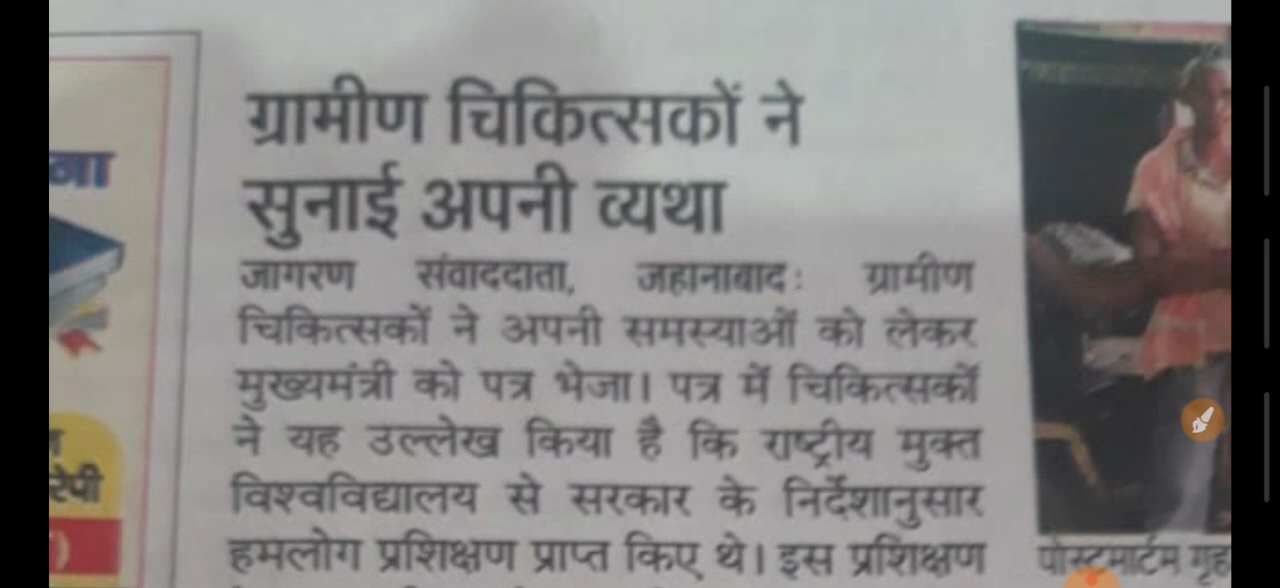 ग्रामीण चिकित्सकों ने
सुनाई अपनी व्यथा
जागरण संवाददाता, जहानाबाद: ग्रामीण
चिकित्सकों ने अपनी समस्याओं को लेकर
मुख्यमंत्री को पत्र भेजा। पत्र में चिकित्सकों
ने यह उल्लेख किया है कि राष्ट्रीय मुक्त
विश्वविद्यालय से सरकार के निर्देशानुसार
हमलोग प्रशिक्षण प्राप्त किए थे। इस प्रशिक्षण
पोस्टमार्टम गृह